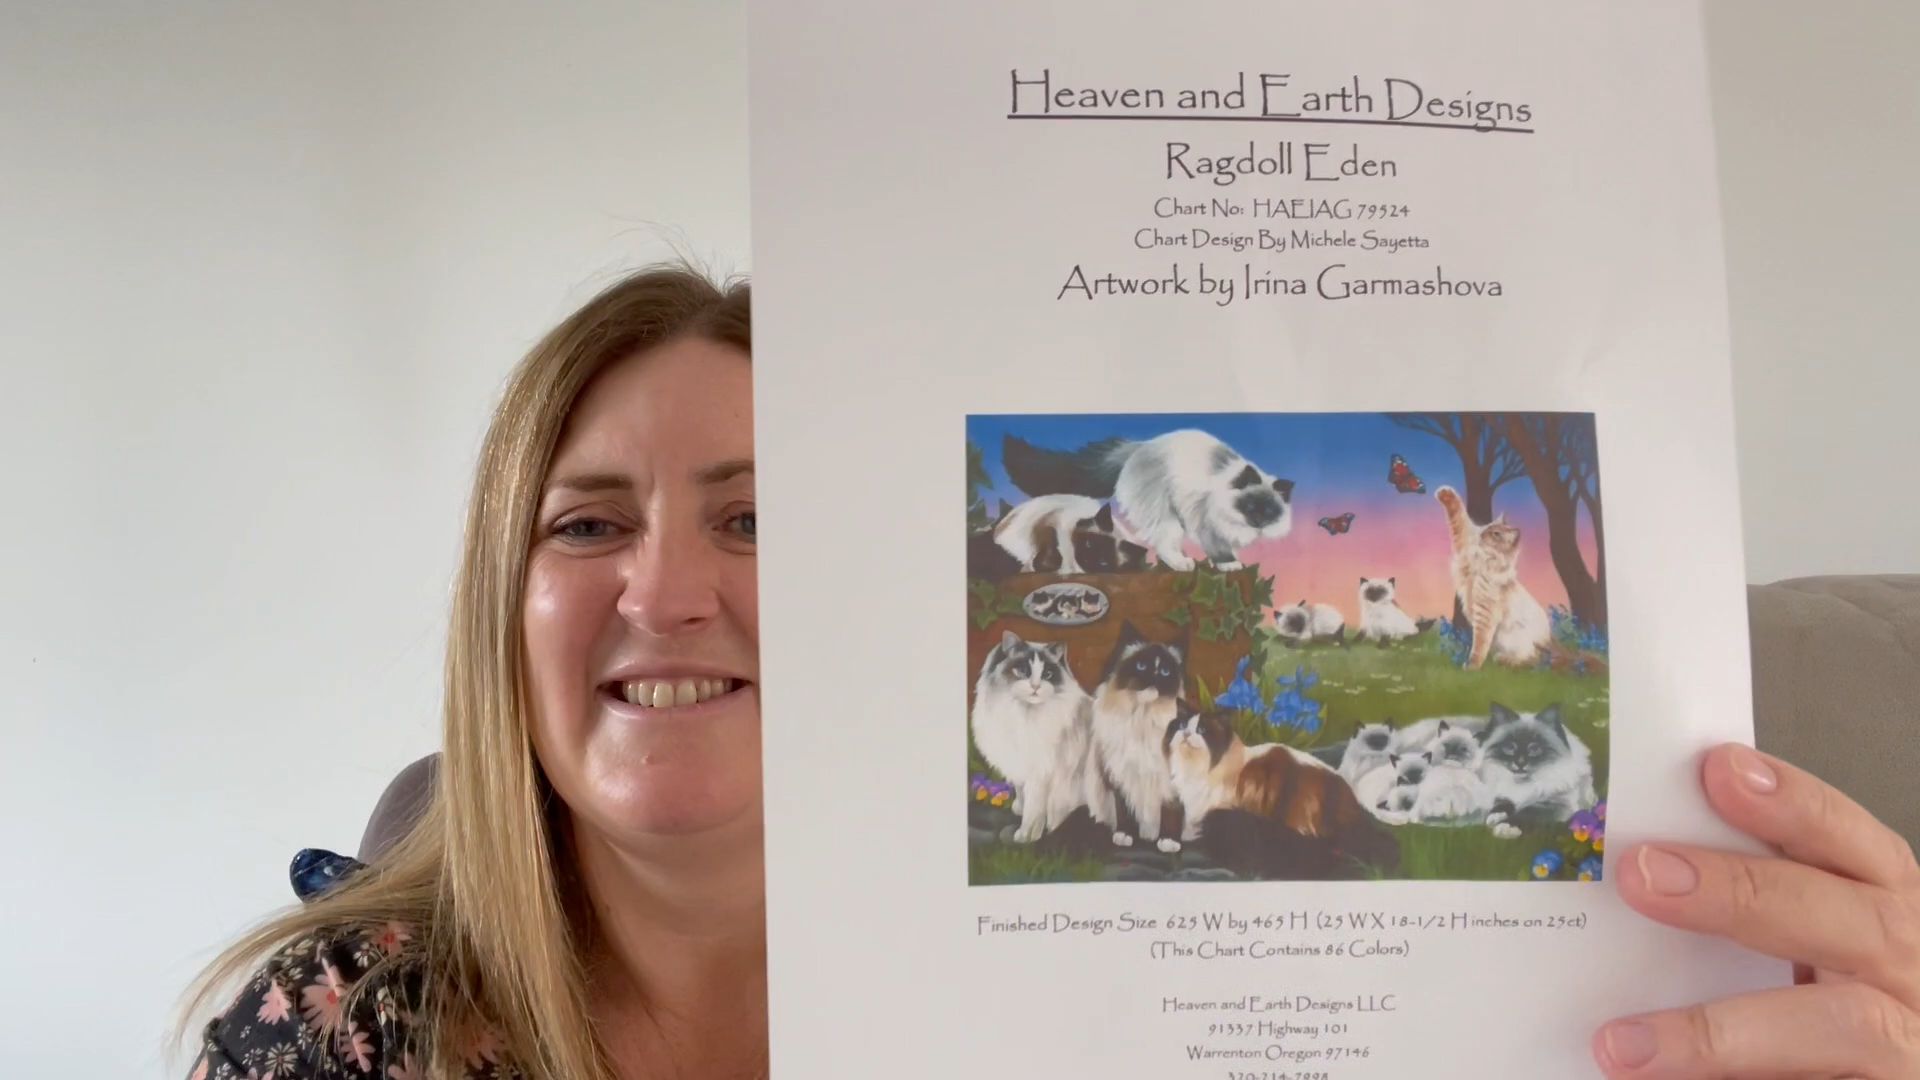 Heaven and Earth Designs
Ragdoll Eden
Chart No: HAEIAG 79524
Chart Design By Michele Sayetta
Artwork by Irina Garmashova
Finished Design Size 625 W by 465 H (25 W X 18-1/2 H inches on 25ct)
(This Chart Contains 86 Colors)
Heaven and Earth Designs LLC
91337 Highway 101
Warrenton Oregon 97146